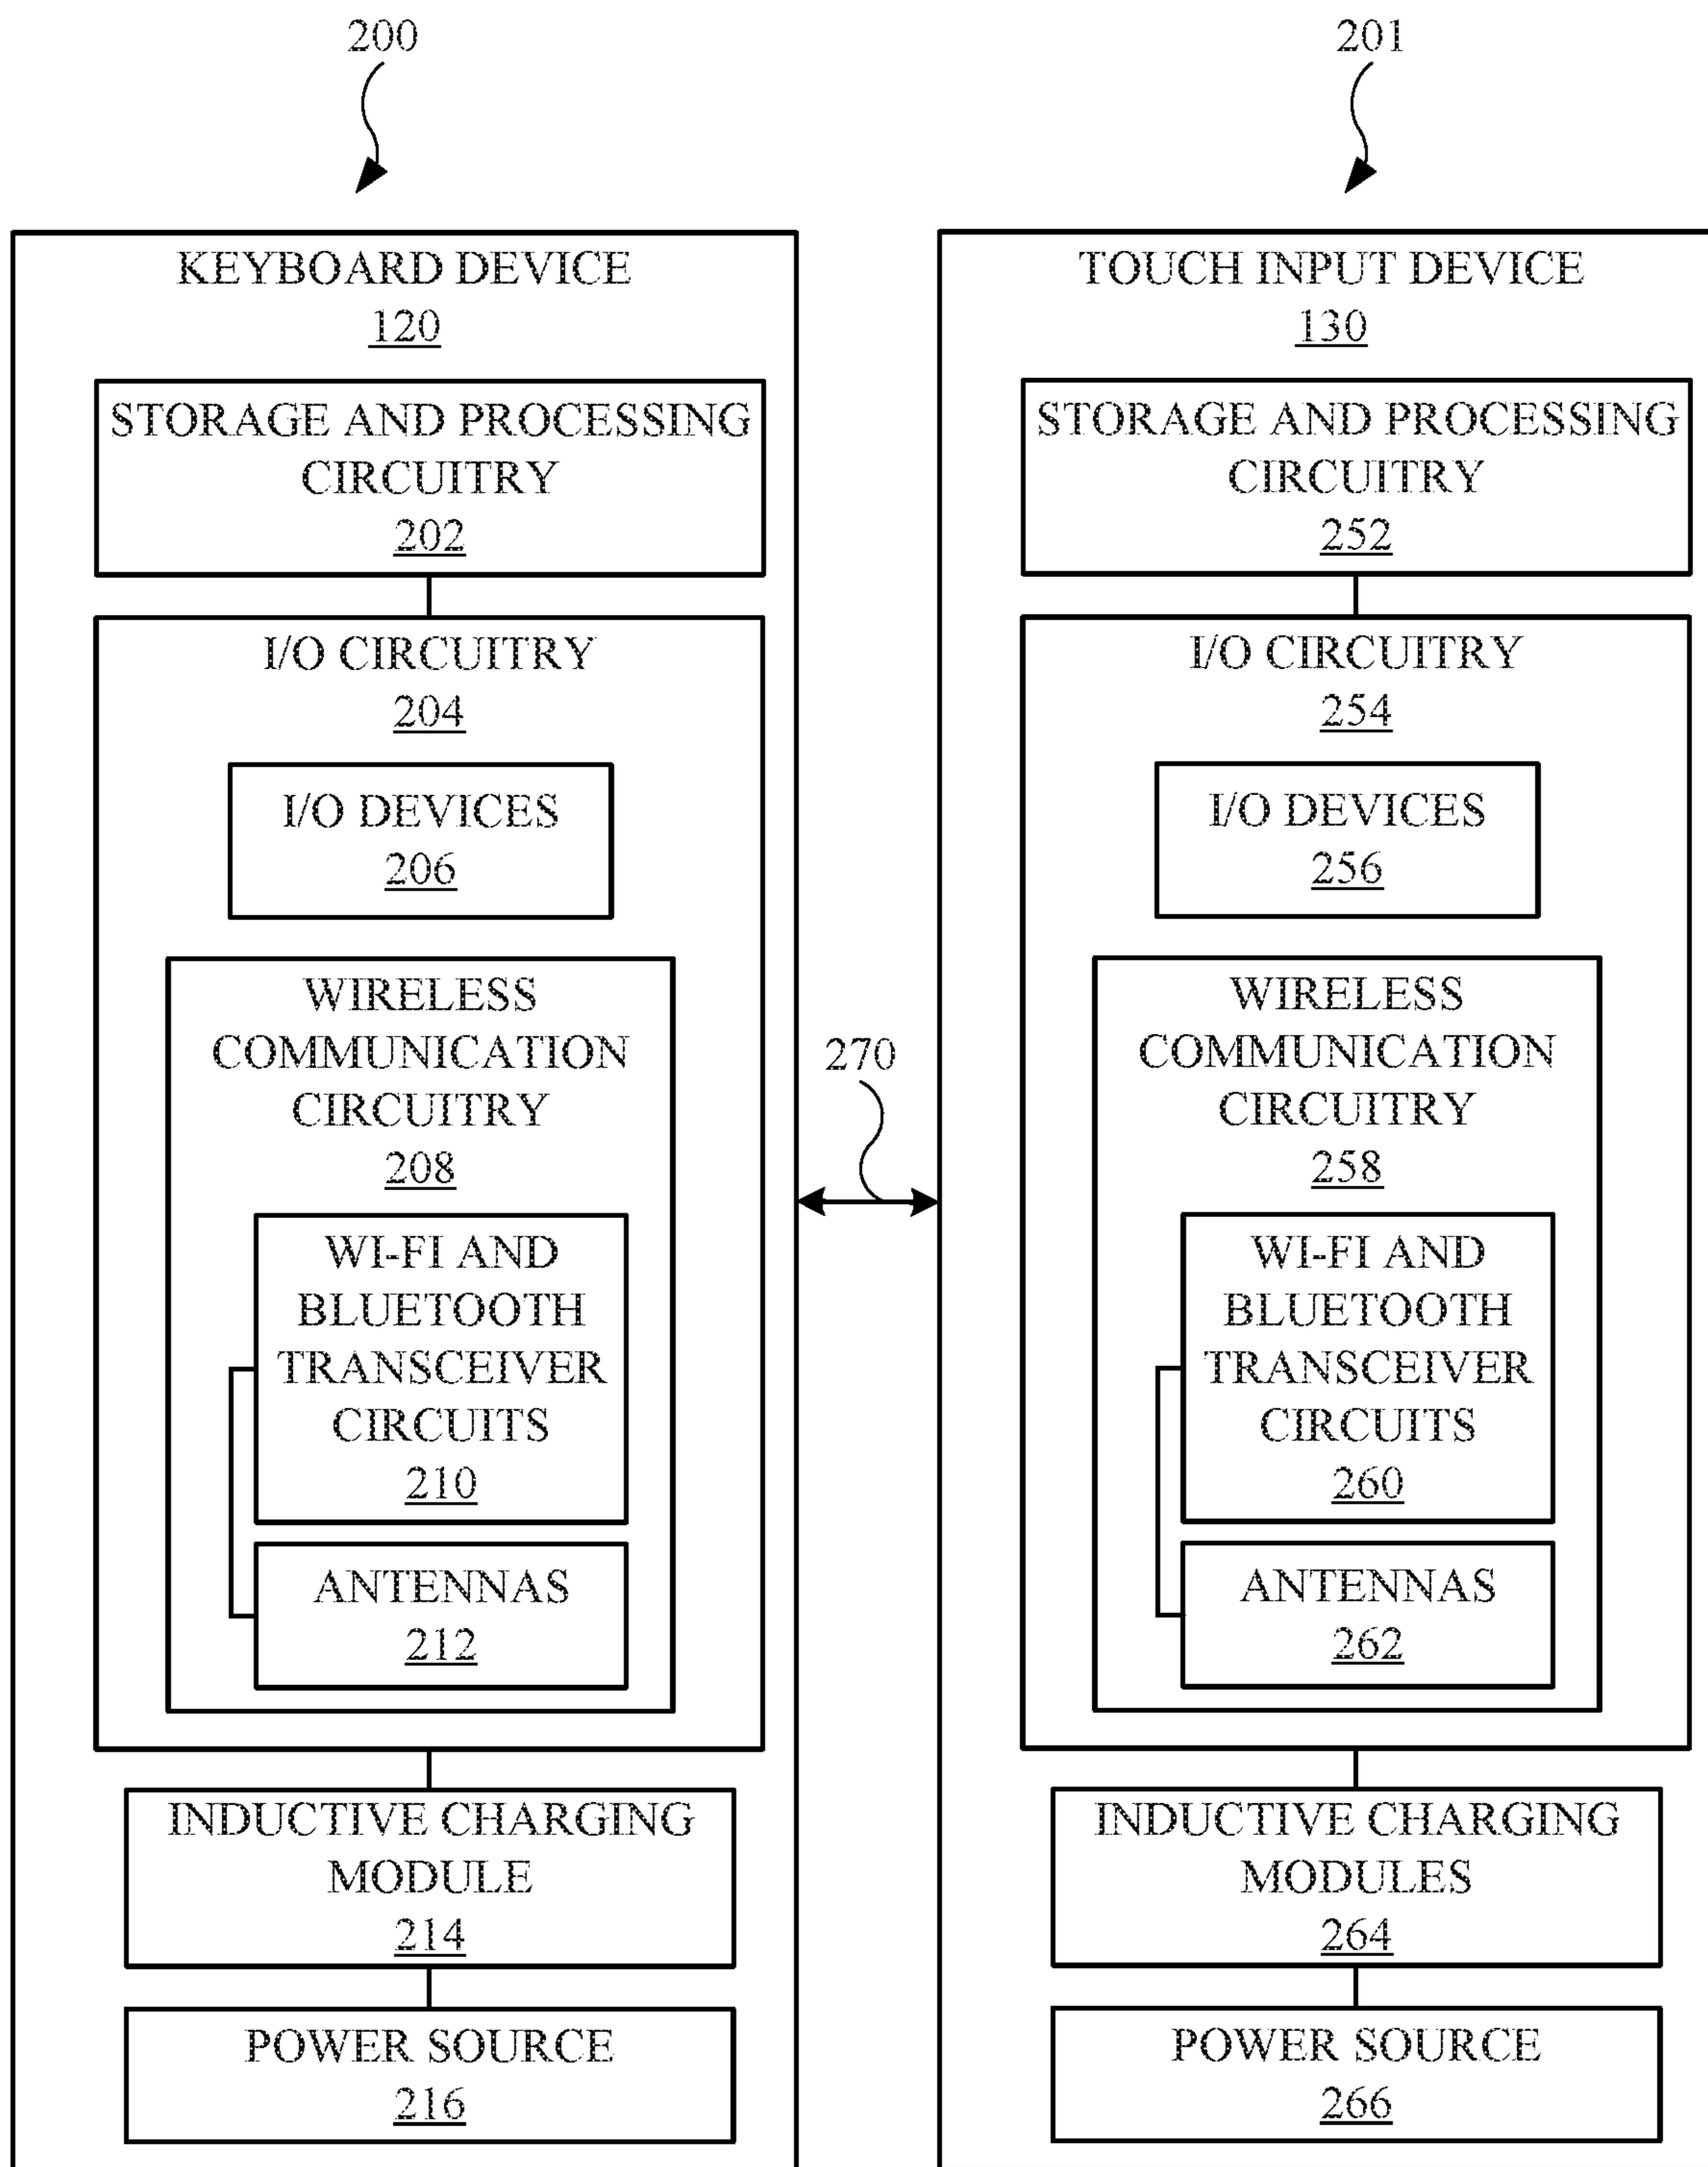 200
201
KEYBOARD DEVICE
120
STORAGE AND PROCESSING
CIRCUITRY
202
I/O CIRCUITRY
204
I/O DEVICES
206
WIRELESS
COMMUNICATION
CIRCUITRY
208
WI-FI AND
BLUETOOTH
TRANSCEIVER
CIRCUITS
210
ANTENNAS
212
INDUCTIVE CHARGING
MODULE
214
POWER SOURCE
216
270
TOUCH INPUT DEVICE
130
STORAGE AND PROCESSING
CIRCUITRY
252
I/O CIRCUITRY
254
I/O DEVICES
256
WIRELESS
COMMUNICATION
CIRCUITRY
258
WI-FI AND
BLUETOOTH
TRANSCEIVER
CIRCUITS
260
ANTENNAS
262
INDUCTIVE CHARGING
MODULES
264
POWER SOURCE
266